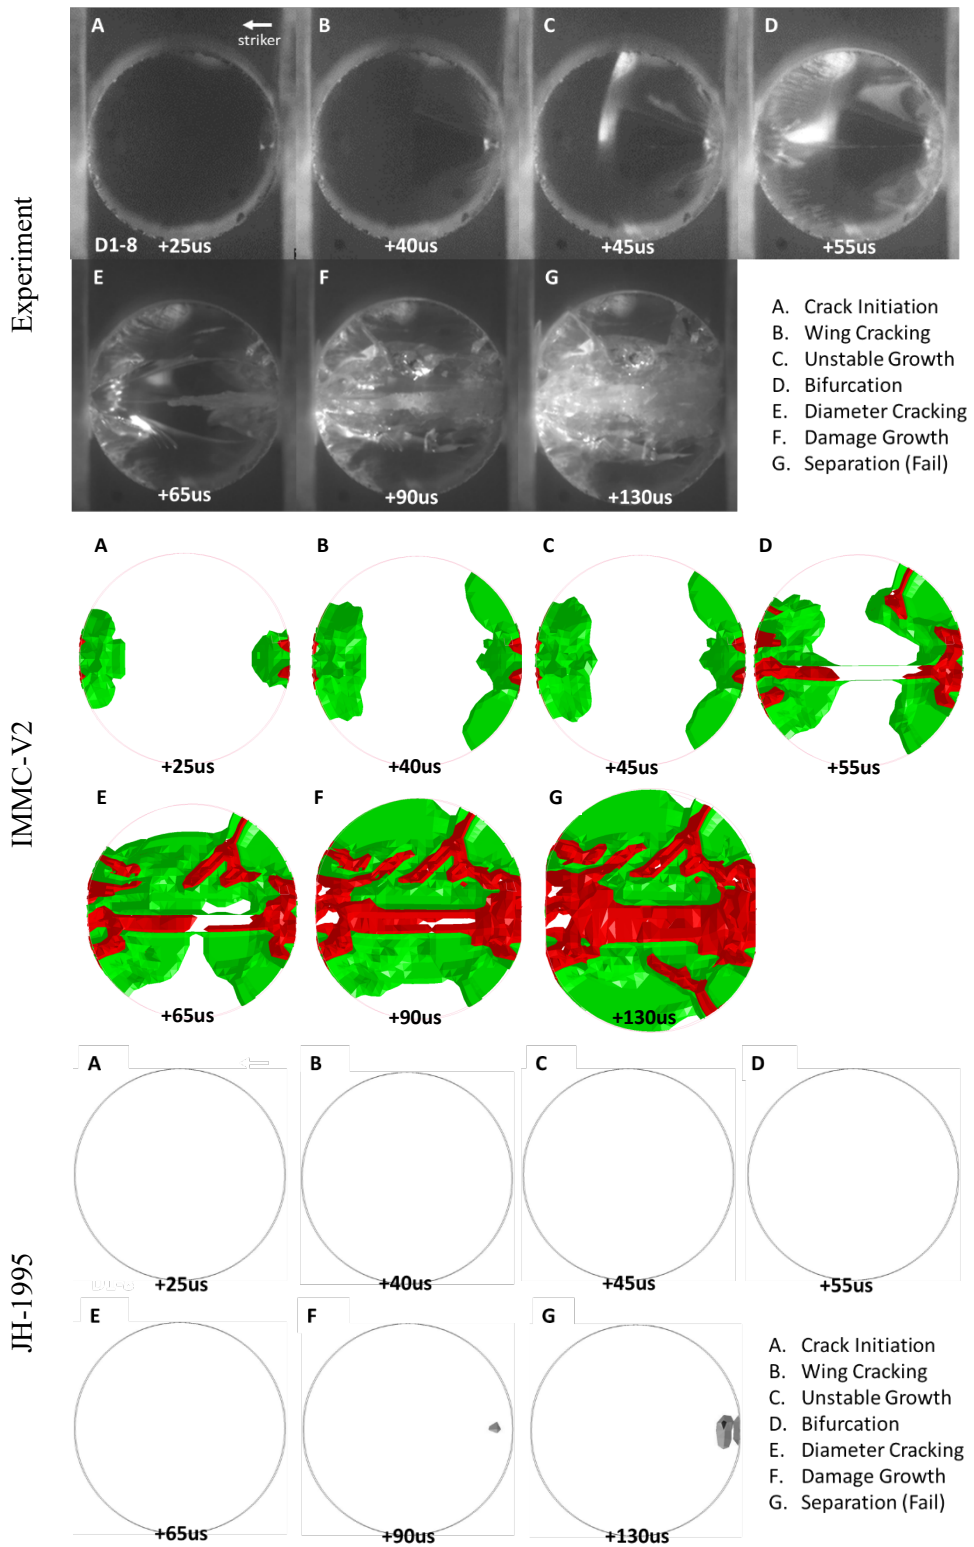 Experiment
A
striker
B
C
D
D1-8
+25us
+40us
+45us
+55us
E
F
G
+65us
+90us
+130us
A. Crack Initiation
B. Wing Cracking
C. Unstable Growth
D. Bifurcation
E. Diameter Cracking
F. Damage Growth
G. Separation (Fail)
IMMC-V2
A
B
C
D
+25us
+40us
+45us
+55us
E
F
G
+65us
+90us
+130us
JH-1995
A
B
C
D
+25us
+40us
+45us
+55us
E
F
G
+65us
+90us
+130us
A. Crack Initiation
B. Wing Cracking
C. Unstable Growth
D. Bifurcation
E. Diameter Cracking
F. Damage Growth
G. Separation (Fail)